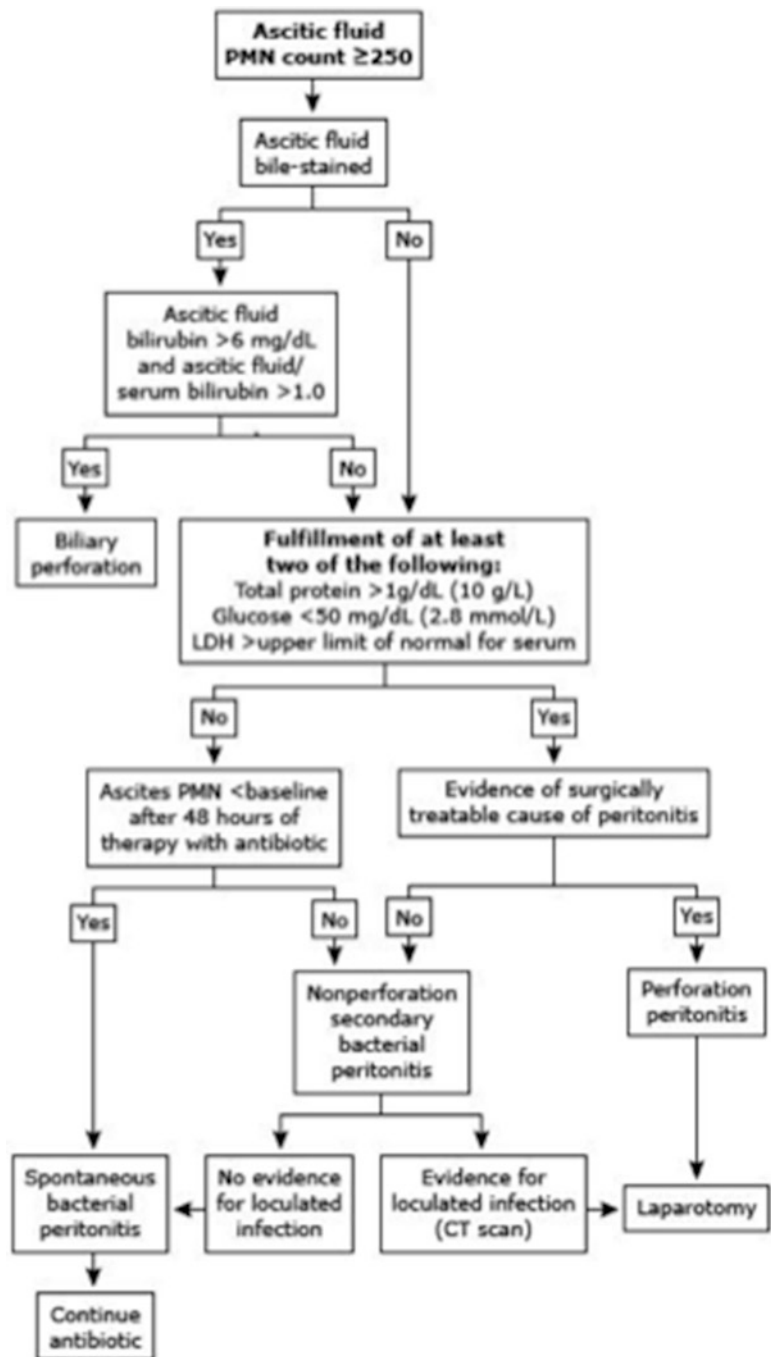 Ascitic fluid
PMN count ≥250
Ascitic fluid
bile-stained
Yes
No
Ascitic fluid
bilirubin >6 mg/dL
and ascitic fluid/
serum bilirubin >1.0
Yes
No
Biliary
perforation
Fulfillment of at least
two of the following:
Total protein >1g/dL (10 g/L)
Glucose <50 mg/dL (2.8 mmol/L)
LDH >upper limit of normal for serum
No
Yes
Ascites PMN <baseline
after 48 hours of
therapy with antibiotic
Evidence of surgically
treatable cause of peritonitis
Yes
No
No
Yes
Nonperforation
secondary
bacterial
peritonitis
Perforation
peritonitis
Spontaneous
bacterial
peritonitis
No evidence
for loculated
infection
Evidence for
loculated infection
(CT scan)
Laparotomy
Continue
antibiotic